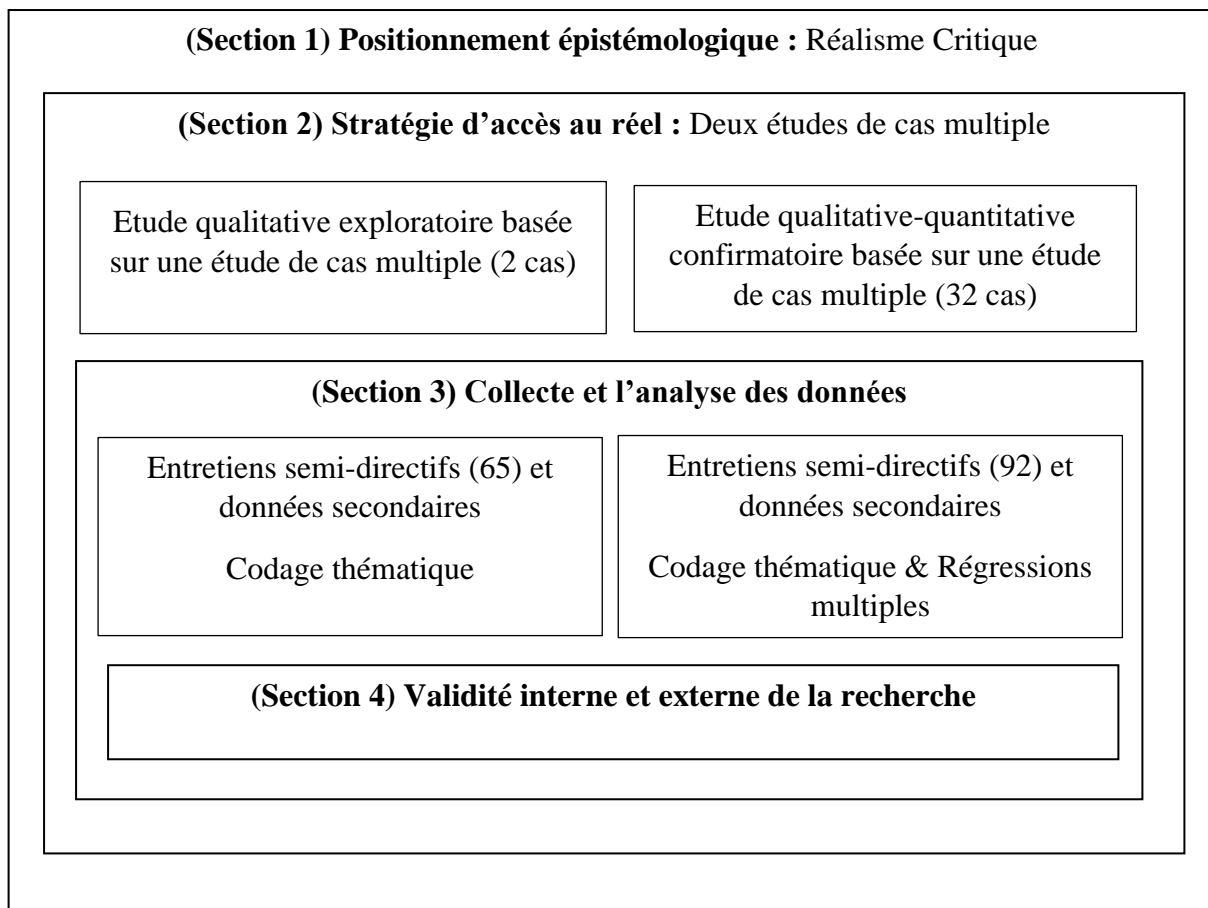 (Section 1) Positionnement épistémologique : Réalisme Critique
(Section 2) Stratégie d'accès au réel : Deux études de cas multiple
Etude qualitative exploratoire basée
sur une étude de cas multiple (2 cas)
Etude qualitative-quantitative
confirmatoire basée sur une étude
de cas multiple (32 cas)
(Section 3) Collecte et l'analyse des données
Entretiens semi-directifs (65) et
données secondaires
Codage thématique
Entretiens semi-directifs (92) et
données secondaires
Codage thématique & Régressions
multiples
(Section 4) Validité interne et externe de la recherche